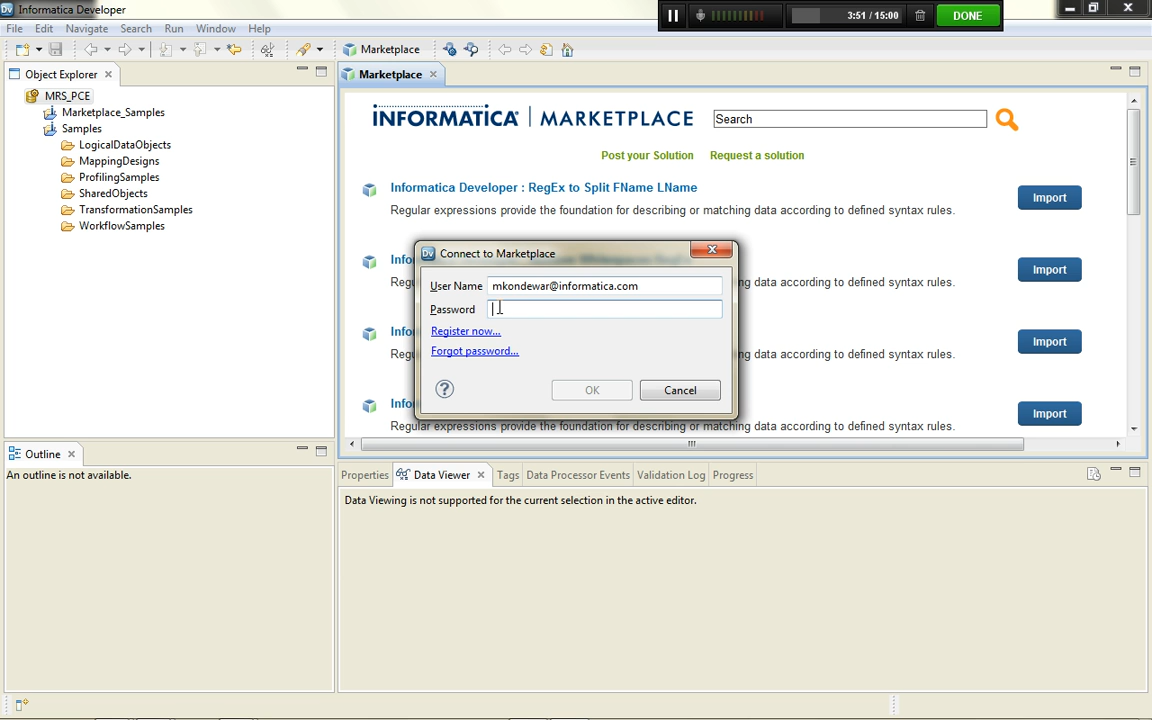 Informatica Developer
3:51 / 15:00
DONE
File Edit Navigate Search Run Window Help
Marketplace
Object Explorer
MRS_PCE
Marketplace_Samples
Samples
LogicalDataObjects
MappingDesigns
ProfilingSamples
SharedObjects
TransformationSamples
WorkflowSamples
Marketplace
INFORMATICA | MARKETPLACE
Search
Post your Solution Request a solution
Informatica Developer : RegEx to Split FName LName
Import
Regular expressions provide the foundation for describing or matching data according to defined syntax rules.
Info
Import
Regu
ng data according to defined syntax rules.
Info
Import
Regu
ng data according to defined syntax rules.
Info
Import
Regular expressions provide the foundation for describing or matching data according to defined syntax rules.
Connect to Marketplace
User Name mkondewar@informatica.com
Password
Register now...
Forgot password...
OK Cancel
Outline
An outline is not available.
Properties Data Viewer Tags Data Processor Events Validation Log Progress
Data Viewing is not supported for the current selection in the active editor.